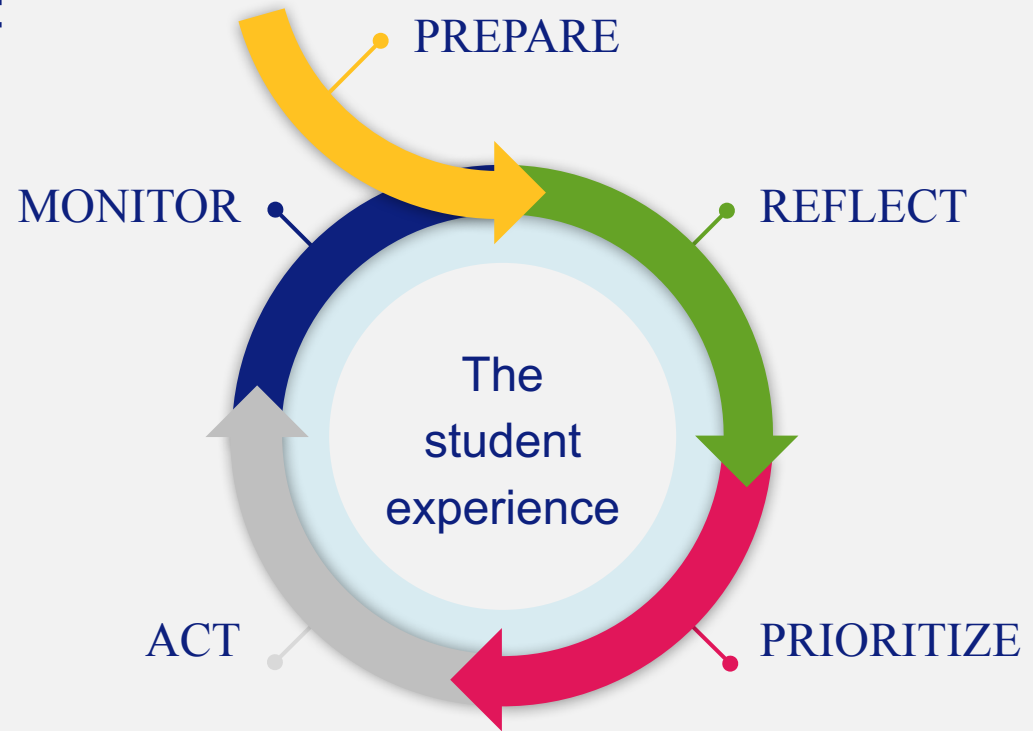 PREPARE
MONITOR
REFLECT
The
student
experience
ACT
PRIORITIZE